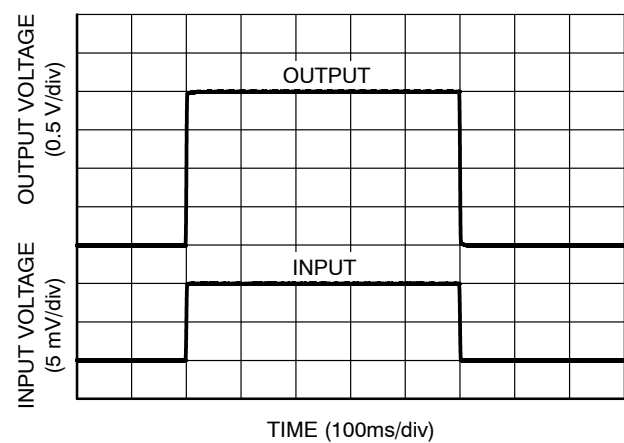 OUTPUT VOLTAGE
(0.5 V/div)
OUTPUT
INPUT VOLTAGE
(5 mV/div)
INPUT
TIME (100ms/div)